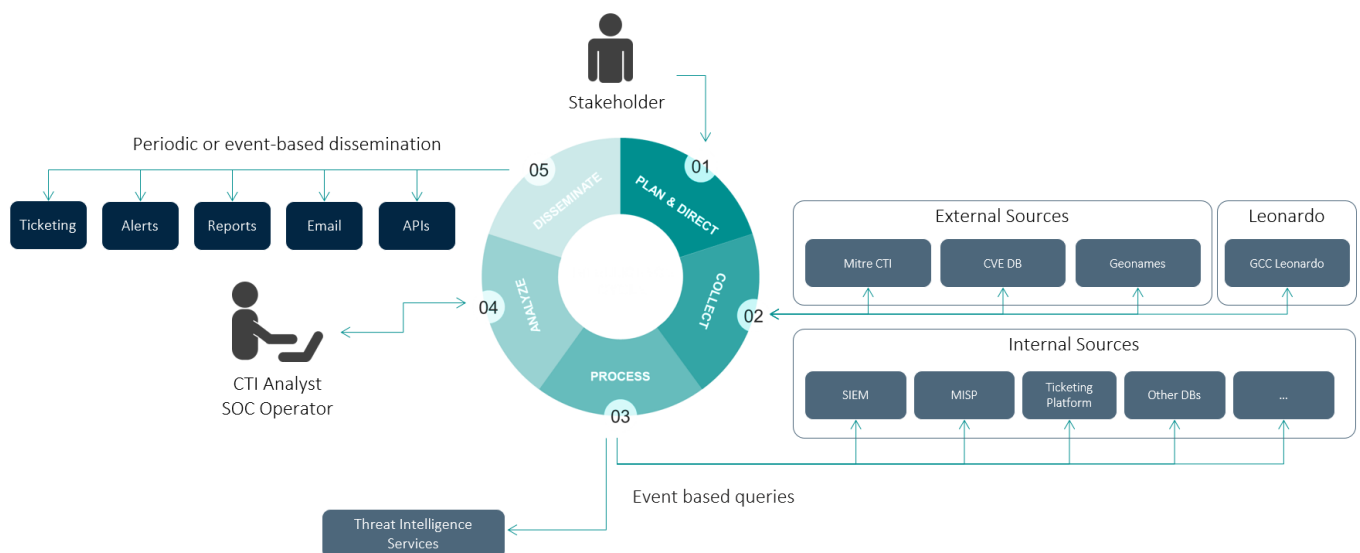 Stakeholder
Periodic or event-based dissemination
Ticketing
Alerts
Reports
Email
APIs
05
DISSEMINATE
01
PLAN & DIRECT
External Sources
Mitre CTI
CVE DB
Geonames
Leonardo
GCC Leonardo
04
ANALYZE
COLLECT
02
PROCESS
03
CTI Analyst
SOC Operator
Internal Sources
SIEM
MISP
Ticketing
Platform
Other DBs
...
Event based queries
Threat Intelligence
Services